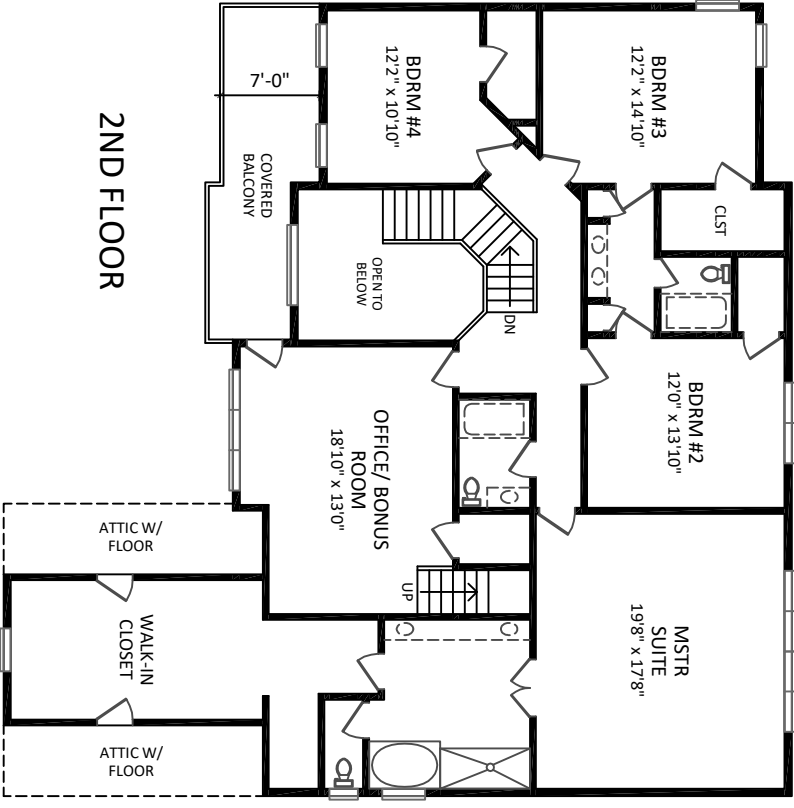 2ND FLOOR
7'-0"
COVERED
BALCONY
BDRM #4
12'2" x 10'10"
BDRM #3
12'2" x 14'10"
CLST
OPEN TO
BELOW
DN
BDRM #2
12'0" x 13'10"
OFFICE/ BONUS
ROOM
18'10" x 13'0"
UP
MSTR
SUITE
19'8" x 17'8"
ATTIC W/
FLOOR
WALK-IN
CLOSET
ATTIC W/
FLOOR